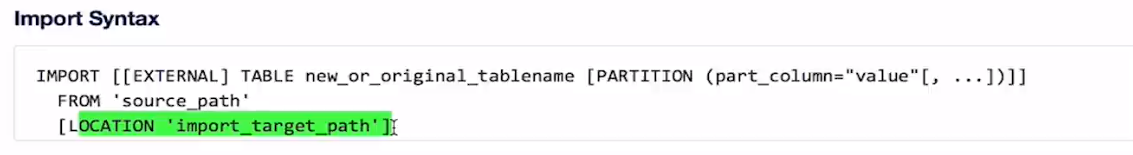 Import Syntax
IMPORT [[EXTERNAL] TABLE new_or_original_tablename [PARTITION (part_column="value"[, ...])]]
FROM 'source_path'
[LOCATION 'import_target_path']